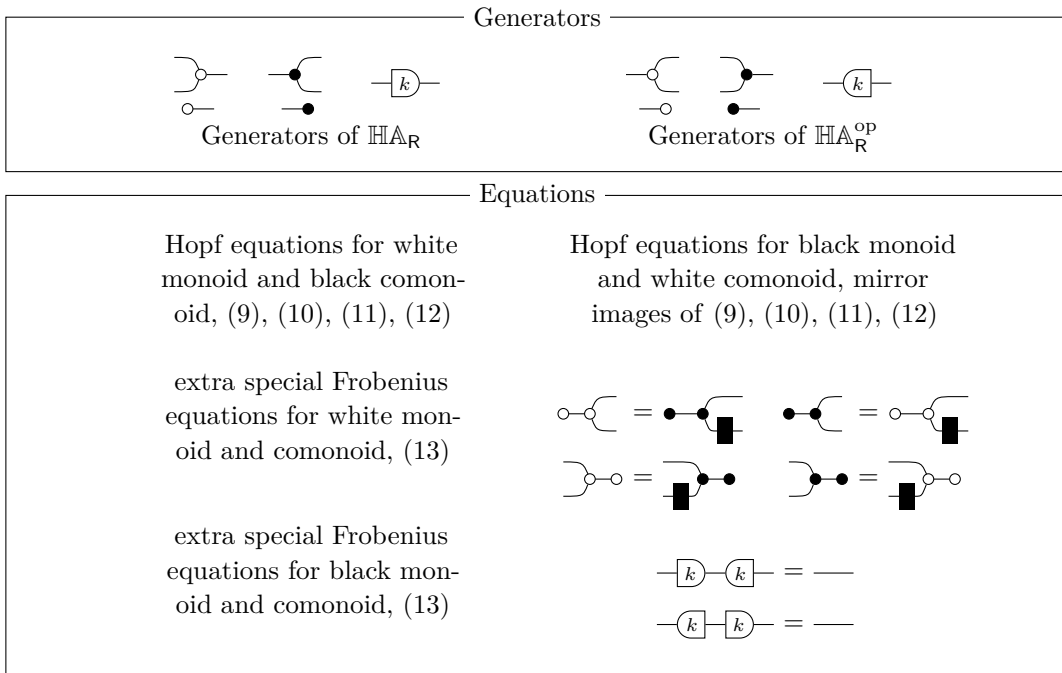 Generators
k
k
Generators of ℍ𝔸_R
Generators of ℍ𝔸_R^op
Equations
Hopf equations for white
monoid and black comon-
oid, (9), (10), (11), (12)
Hopf equations for black monoid
and white comonoid, mirror
images of (9), (10), (11), (12)
extra special Frobenius
equations for white mon-
oid and comonoid, (13)
= =
= =
extra special Frobenius
equations for black mon-
oid and comonoid, (13)
k k =
k k =